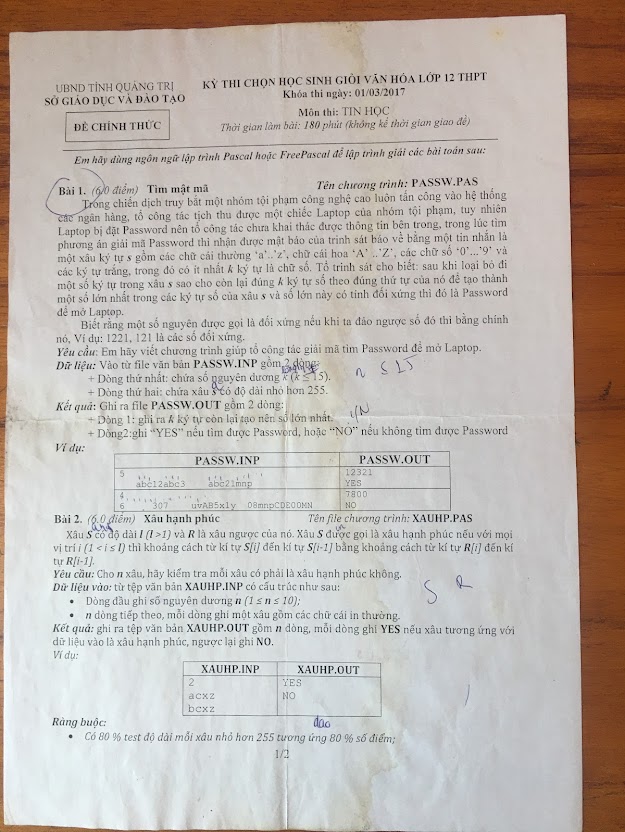 UBND TỈNH QUẢNG TRỊ
SỞ GIÁO DỤC VÀ ĐÀO TẠO
ĐỀ CHÍNH THỨC
KỲ THI CHỌN HỌC SINH GIỎI VĂN HÓA LỚP 12 THPT
Khóa thi ngày: 01/03/2017
Môn thi: TIN HỌC
Thời gian làm bài: 180 phút (không kể thời gian giao đề)
Em hãy dùng ngôn ngữ lập trình Pascal hoặc FreePascal để lập trình giải các bài toán sau:
Bài 1. (6.0 điểm) Tìm mật mã Tên chương trình: PASSW.PAS
Trong chiến dịch truy bắt một nhóm tội phạm công nghệ cao luôn tấn công vào hệ thống
các ngân hàng, tổ công tác tịch thu được một chiếc Laptop của nhóm tội phạm, tuy nhiên
Laptop bị đặt Password nên tổ công tác chưa khai thác được thông tin bên trong, trong lúc tìm
phương án giải mã Password thì nhận được mật báo của trinh sát báo về bằng một tin nhắn là
một xâu ký tự s gồm các chữ cái thường 'a'..'z', chữ cái hoa 'A' ..'Z', các chữ số '0'...'9' và
các ký tự trắng, trong đó có ít nhất k ký tự là chữ số. Tổ trinh sát cho biết: sau khi loại bỏ đi
một số ký tự trong xâu s sao cho còn lại đúng k ký tự số theo đúng thứ tự của nó để tạo thành
một số lớn nhất trong các ký tự số của xâu s và số lớn này có tính đối xứng thì đó là Password
để mở Laptop.
Biết rằng một số nguyên được gọi là đối xứng nếu khi ta đảo ngược số đó thì bằng chính
nó, Ví dụ: 1221, 121 là các số đối xứng.
Yêu cầu: Em hãy viết chương trình giúp tổ công tác giải mã tìm Password để mở Laptop.
Dữ liệu: Vào từ file văn bản PASSW.INP gồm 2 dòng:
+ Dòng thứ nhất: chứa số nguyên dương k (k ≤ 15). ≤ 15
+ Dòng thứ hai: chứa xâu s có độ dài nhỏ hơn 255.
Kết quả: Ghi ra file PASSW.OUT gồm 2 dòng:
+ Dòng 1: ghi ra k ký tự còn lại tạo nên số lớn nhất.
+ Dòng2:ghi "YES" nếu tìm được Password, hoặc "NO" nếu không tìm được Password
Ví dụ:
PASSW.INP PASSW.OUT
5 12321
abc12abc3 abc21mnp YES
4 7800
6 307 uvAB5xly 08mnpCDE00MN NO
Bài 2. (6.0 điểm) Xâu hạnh phúc Tên file chương trình: XAUHP.PAS
Xâu S có độ dài I (I >1) và R là xâu ngược của nó. Xâu S được gọi là xâu hạnh phúc nếu với mọi
vị trí i (1 < i ≤ I) thì khoảng cách từ kí tự S[i] đến kí tự S[i-1] bằng khoảng cách từ kí tự R[i] đến kí
tự R[i-1].
Yêu cầu: Cho n xâu, hãy kiểm tra mỗi xâu có phải là xâu hạnh phúc không.
S R
Dữ liệu vào: từ tệp văn bản XAUHP.INP có cấu trúc như sau:
• Dòng đầu ghi số nguyên dương n (1 ≤ n ≤ 10);
• n dòng tiếp theo, mỗi dòng ghi một xâu gồm các chữ cái in thường.
Kết quả: ghi ra tệp văn bản XAUHP.OUT gồm n dòng, mỗi dòng ghi YES nếu xâu tương ứng với
dữ liệu vào là xâu hạnh phúc, ngược lại ghi NO.
Ví dụ:
XAUHP.INP XAUHP.OUT
2 YES
acxz NO
bcxz
Ràng buộc:
• Có 80 % test độ dài mỗi xâu nhỏ hơn 255 tương ứng 80 % số điểm;
1/2